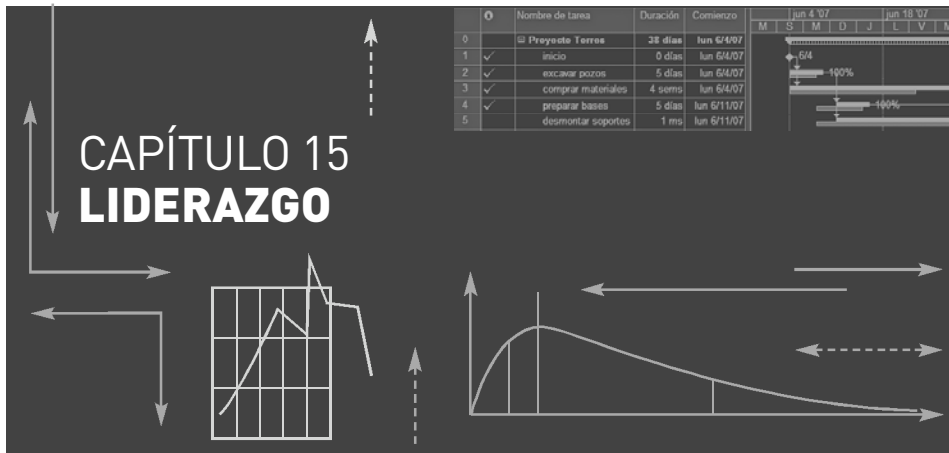 Nombre de tarea Duración Comienzo jun 4 '07 jun 18 '07
M S M D J L V M
0 Proyecto Torres 38 días lun 6/4/07
1 inicio 0 días lun 6/4/07 6/4
2 excavar pozos 5 días lun 6/4/07 100%
3 comprar materiales 4 sems lun 6/4/07
4 preparar bases 5 días lun 6/11/07 100%
5 desmontar soportes 1 ms lun 6/11/07
CAPÍTULO 15
LIDERAZGO